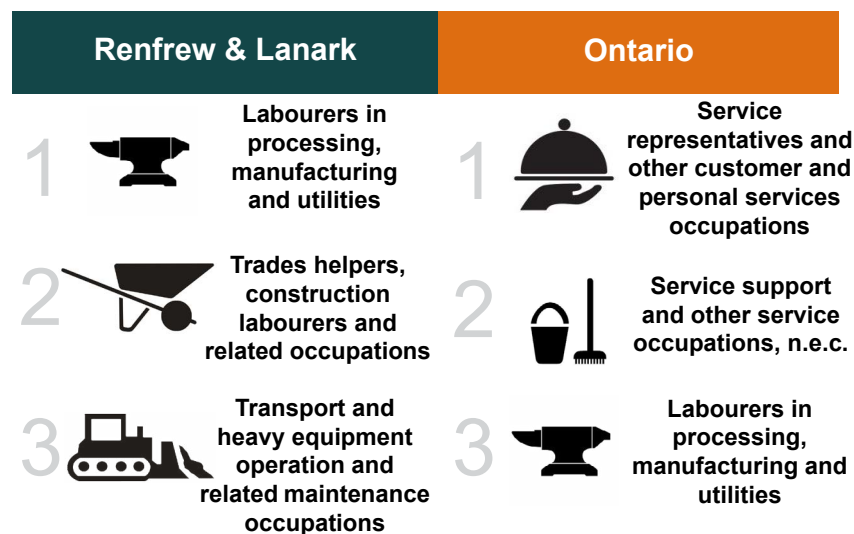 Renfrew & Lanark
Ontario
1
Labourers in
processing,
manufacturing
and utilities
1
Service
representatives and
other customer and
personal services
occupations
2
Trades helpers,
construction
labourers and
related occupations
2
Service support
and other service
occupations, n.e.c.
3
Transport and
heavy equipment
operation and
related maintenance
occupations
3
Labourers in
processing,
manufacturing and
utilities